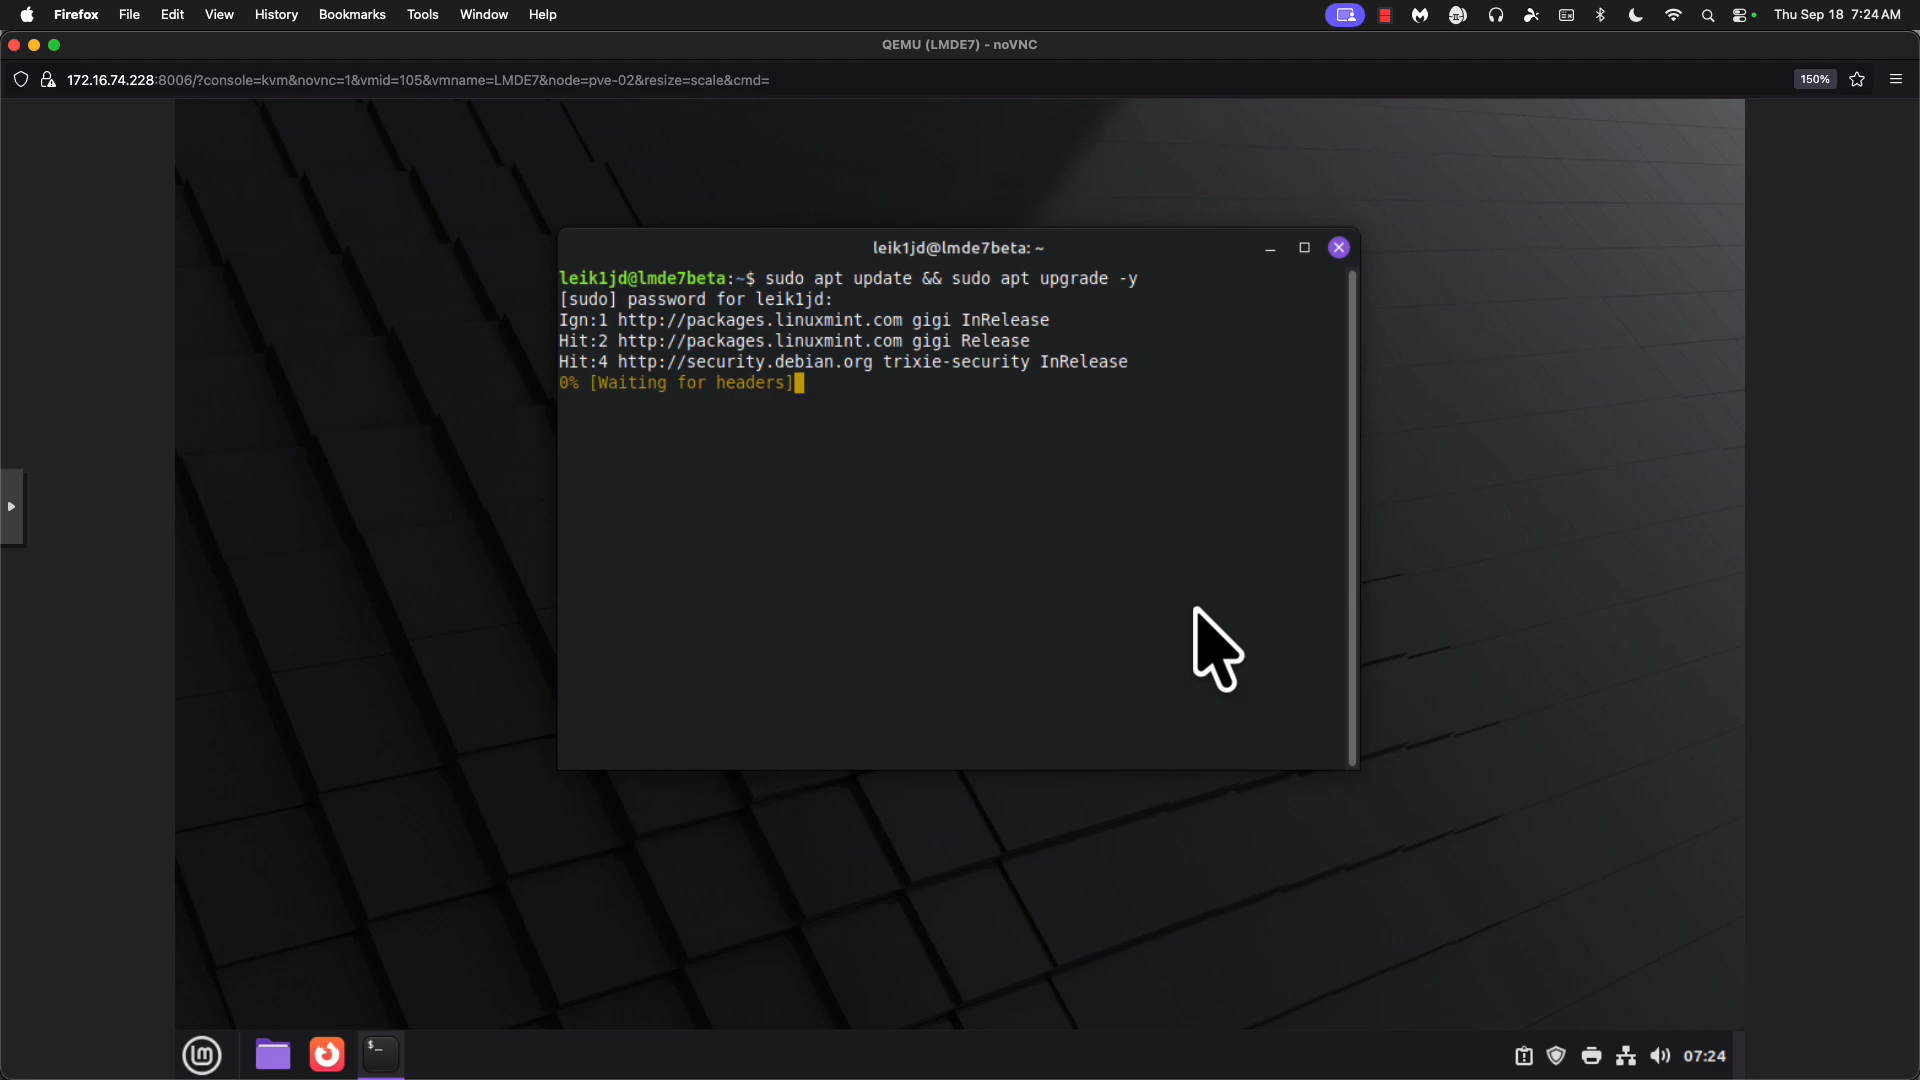 Firefox File Edit View History Bookmarks Tools Window Help Thu Sep 18 7:24 AM
QEMU (LMDE7) - noVNC
172.16.74.228:8006/?console=kvm&novnc=1&vmid=105&vmname=LMDE7&node=pve-02&resize=scale&cmd= 150%
leik1jd@lmde7beta: ~
leik1jd@lmde7beta:~$ sudo apt update && sudo apt upgrade -y
[sudo] password for leik1jd:
Ign:1 http://packages.linuxmint.com gigi InRelease
Hit:2 http://packages.linuxmint.com gigi Release
Hit:4 http://security.debian.org trixie-security InRelease
0% [Waiting for headers]
$_
07:24